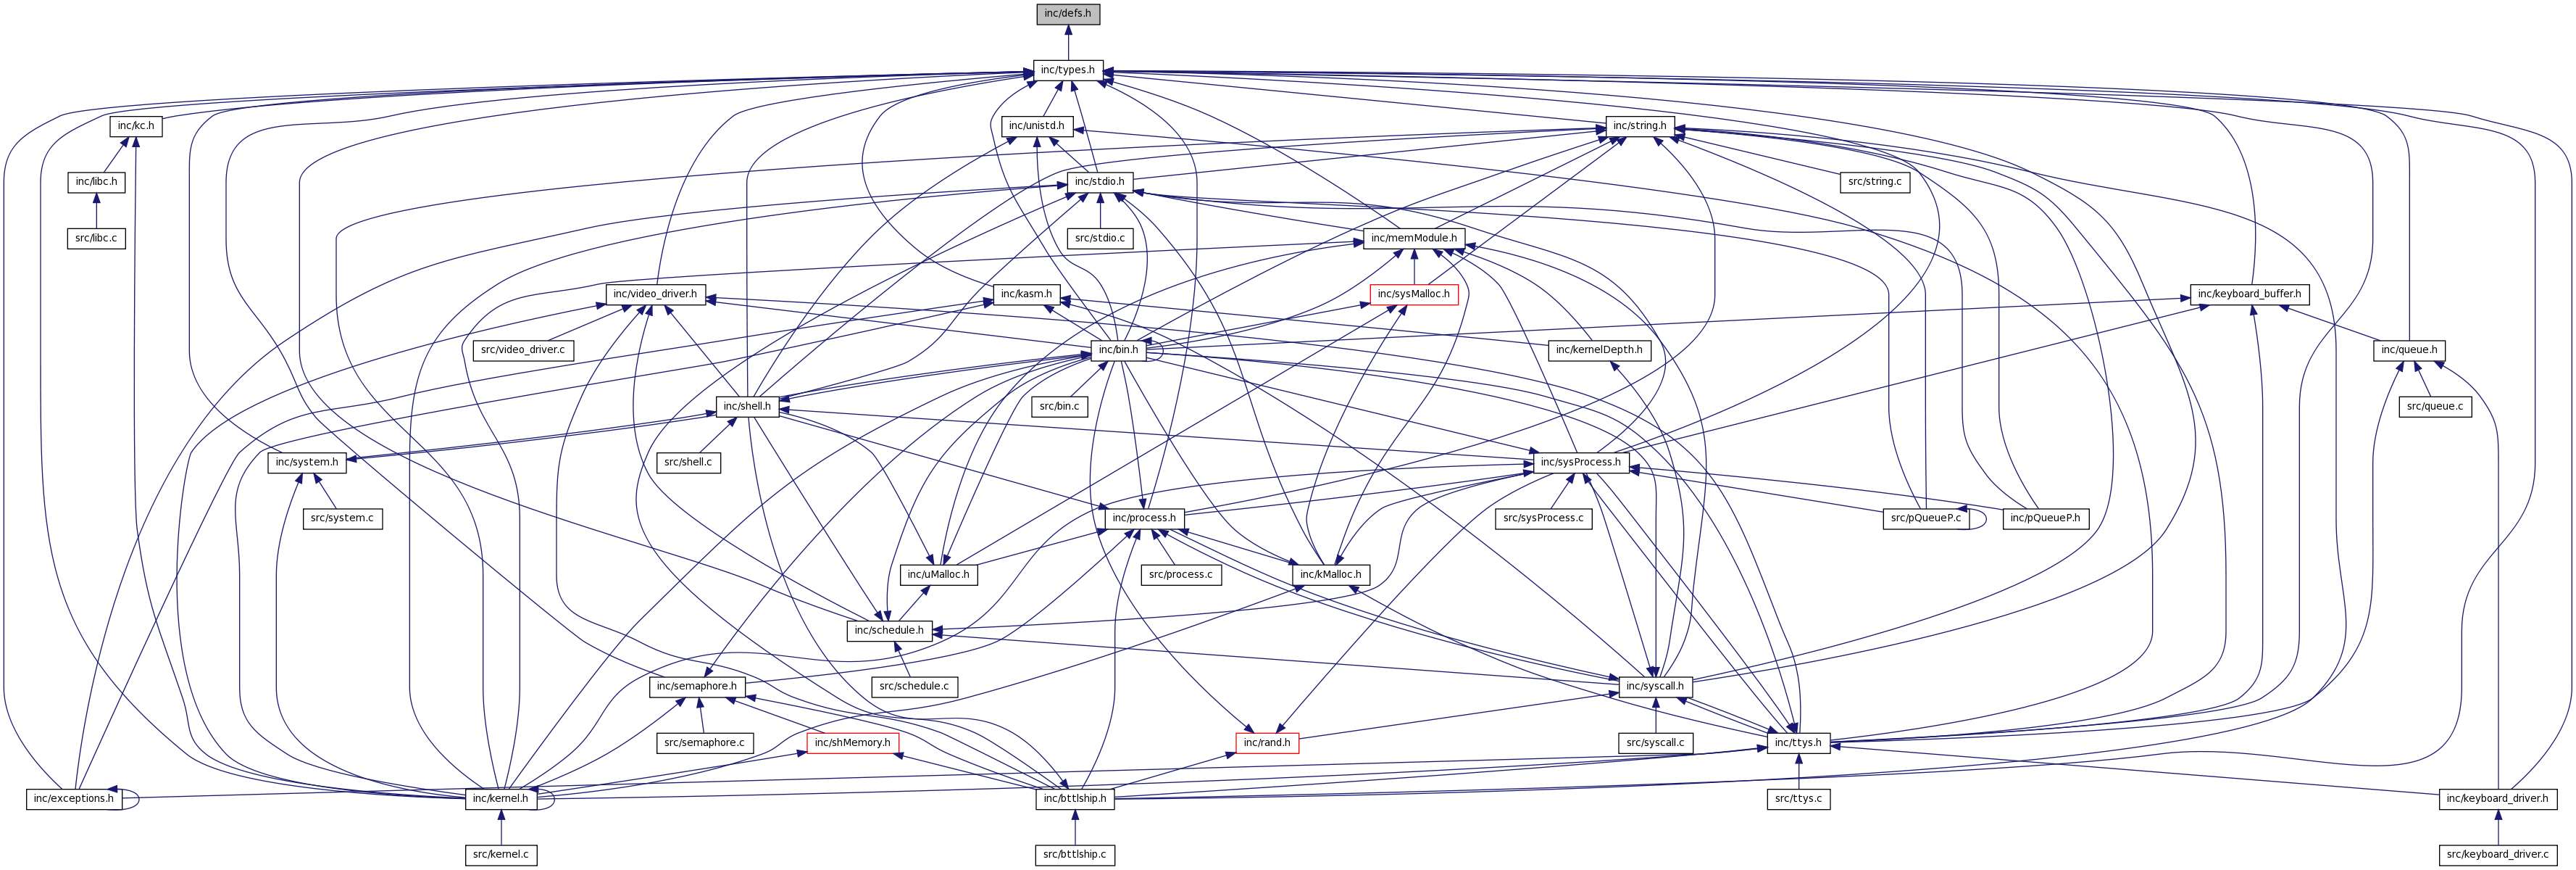 inc/defs.h
inc/types.h
inc/kc.h
inc/unistd.h
inc/string.h
inc/libc.h
inc/stdio.h
src/string.c
src/libc.c
src/stdio.c
inc/memModule.h
inc/video_driver.h
inc/kasm.h
inc/sysMalloc.h
inc/keyboard_buffer.h
src/video_driver.c
inc/bin.h
inc/kernelDepth.h
inc/queue.h
inc/shell.h
src/bin.c
src/queue.c
inc/system.h
src/shell.c
inc/sysProcess.h
src/system.c
inc/process.h
src/sysProcess.c
src/pQueueP.c
inc/pQueueP.h
inc/uMalloc.h
src/process.c
inc/kMalloc.h
inc/schedule.h
inc/semaphore.h
src/schedule.c
inc/syscall.h
src/semaphore.c
inc/shMemory.h
inc/rand.h
src/syscall.c
inc/ttys.h
inc/exceptions.h
inc/kernel.h
inc/bttlship.h
src/ttys.c
inc/keyboard_driver.h
src/kernel.c
src/bttlship.c
src/keyboard_driver.c